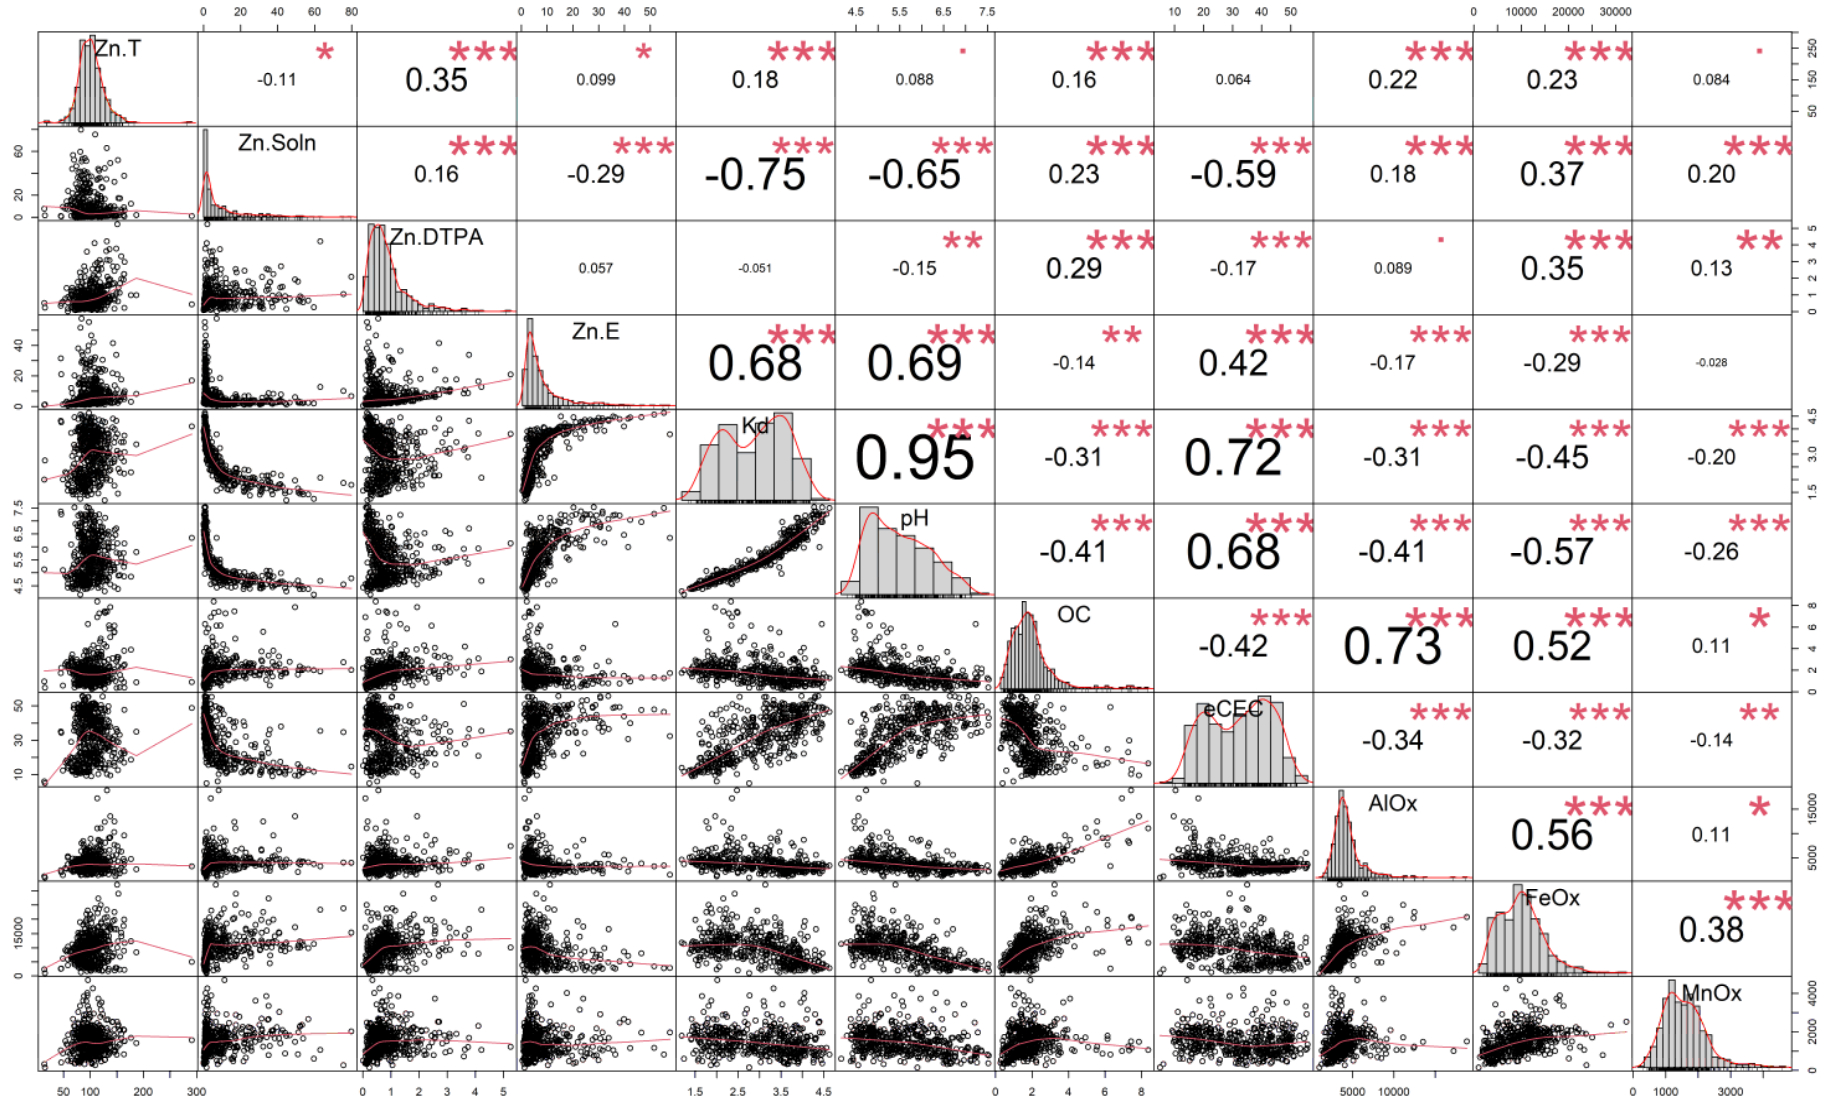 0 20 40 60 80 0 10 30 50 4.5 5.5 6.5 7.5 10 20 30 40 50 0 10000 20000 30000
Zn.T * *** * *** . *** *** *** .
-0.11 0.35 0.099 0.18 0.088 0.16 0.064 0.22 0.23 0.084
50 150 250
Zn.Soln *** *** *** *** *** *** *** *** ***
0.16 -0.29 -0.75 -0.65 0.23 -0.59 0.18 0.37 0.20
0 20 60
Zn.DTPA ** *** *** . *** **
0.057 -0.051 -0.15 0.29 -0.17 0.089 0.35 0.13
0 1 2 3 4 5
Zn.E *** *** ** *** *** ***
0.68 0.69 -0.14 0.42 -0.17 -0.29 -0.028
0 20 40
Kd *** *** *** *** *** ***
0.95 -0.31 0.72 -0.31 -0.45 -0.20
1.5 3.0 4.5
pH *** *** *** *** ***
-0.41 0.68 -0.41 -0.57 -0.26
4.5 5.5 6.5 7.5
OC *** *** *** *
-0.42 0.73 0.52 0.11
2 4 6 8 0
eCEC *** *** **
-0.34 -0.32 -0.14
10 30 50
AlOx *** *
0.56 0.11
5000 15000
FeOx ***
0.38
0 15000
MnOx
0 2000 4000
50 100 200 300 0 1 2 3 4 5 1.5 2.5 3.5 4.5 0 2 4 6 8 5000 10000 0 1000 3000